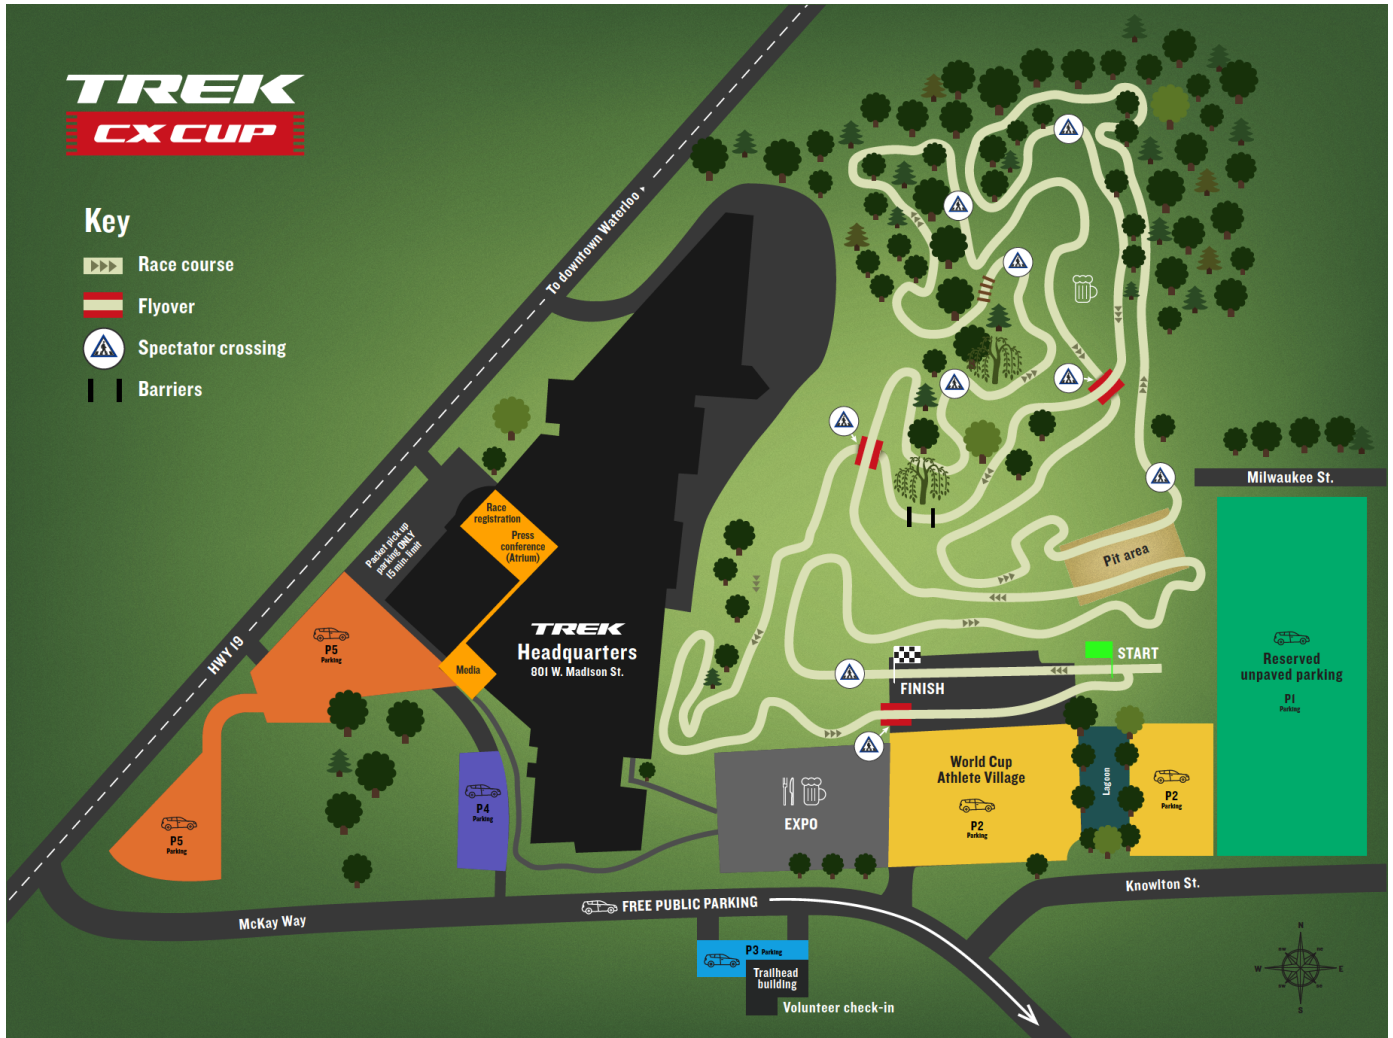 TREK
CX CUP
Key
Race course
Flyover
Spectator crossing
Barriers
To downtown Waterloo
HWY 19
Packet pick up
parking ONLY
15 min. limit
Race
registration
Press
conference
(Atrium)
Media
TREK
Headquarters
801 W. Madison St.
P5
Parking
P5
Parking
P4
Parking
Milwaukee St.
Pit area
START
FINISH
Reserved
unpaved parking
P1
Parking
World Cup
Athlete Village
P2
Parking
Lagoon
P2
Parking
EXPO
McKay Way
FREE PUBLIC PARKING
Knowlton St.
P3 Parking
Trailhead
building
Volunteer check-in
N
W
E
S